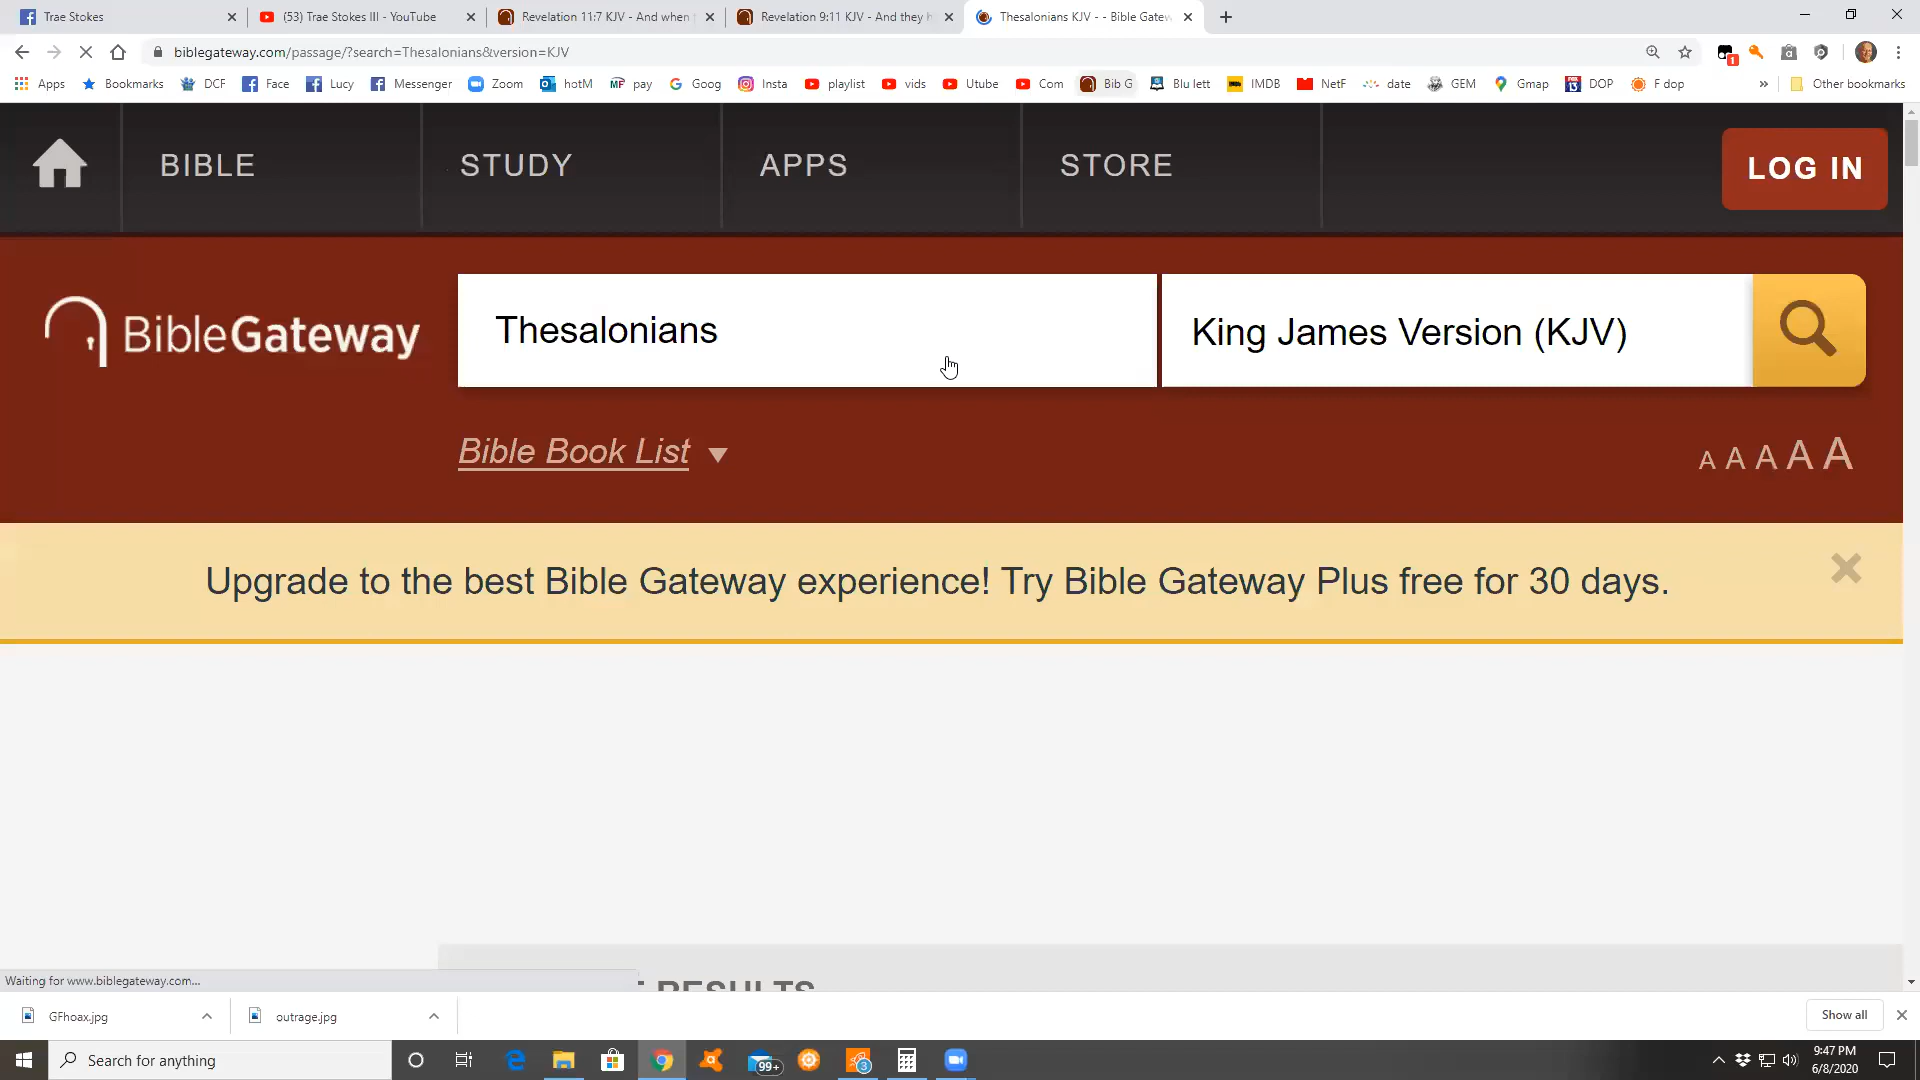 Trae Stokes
(53) Trae Stokes III - YouTube
Revelation 11:7 KJV - And when
Revelation 9:11 KJV - And they h
Thesalonians KJV - - Bible Gatew
biblegateway.com/passage/?search=Thesalonians&version=KJV
1
Apps Bookmarks DCF Face Lucy Messenger Zoom hotM pay Goog Insta playlist vids Utube Com Bib G Blu lett IMDB NetF date GEM Gmap DOP F dop » Other bookmarks
BIBLE STUDY APPS STORE LOG IN
BibleGateway
Thesalonians
King James Version (KJV)
Bible Book List ▼
A A A A A
Upgrade to the best Bible Gateway experience! Try Bible Gateway Plus free for 30 days.
RESULTS
Waiting for www.biblegateway.com...
GFhoax.jpg
outrage.jpg
Show all
Search for anything
99+
3
9:47 PM
6/8/2020